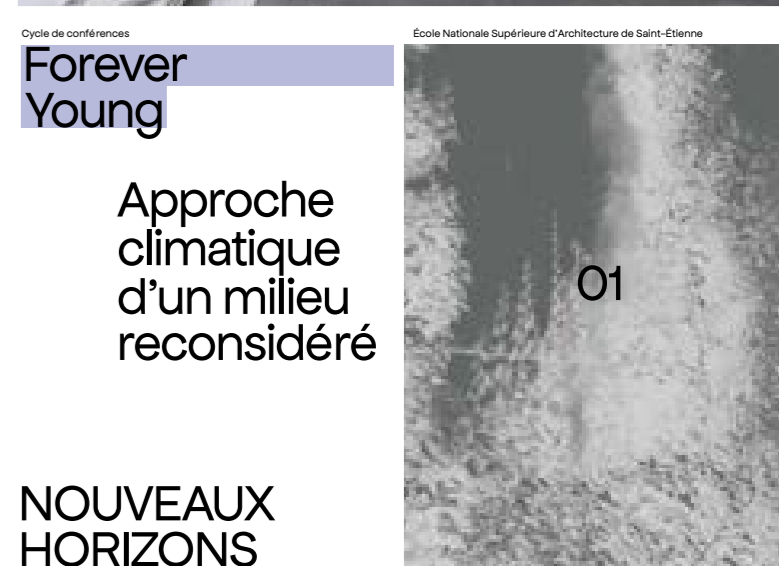 Cycle de conférences
École Nationale Supérieure d'Architecture de Saint-Étienne
Forever
Young
Approche
climatique
d'un milieu
reconsidéré
01
NOUVEAUX
HORIZONS